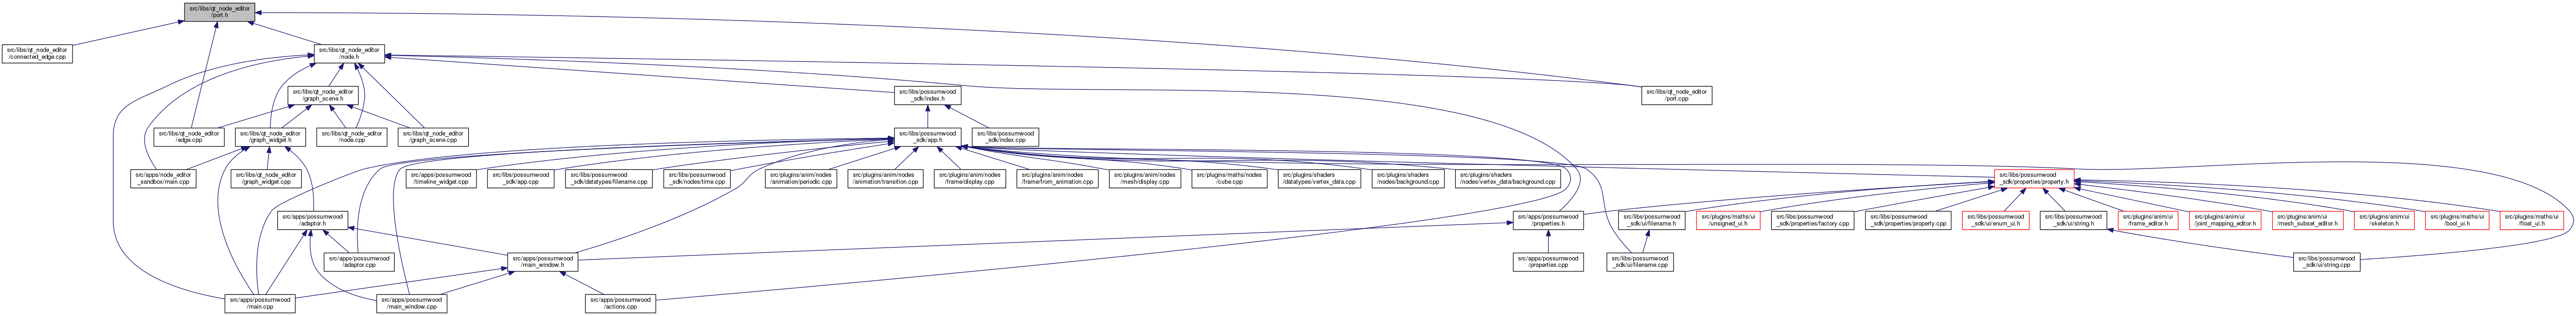 src/libs/qt_node_editor
/port.h
src/libs/qt_node_editor
/connected_edge.cpp
src/libs/qt_node_editor
/node.h
src/libs/qt_node_editor
/graph_scene.h
src/libs/possumwood
_sdk/index.h
src/libs/qt_node_editor
/port.cpp
src/libs/qt_node_editor
/edge.cpp
src/libs/qt_node_editor
/graph_widget.h
src/libs/qt_node_editor
/node.cpp
src/libs/qt_node_editor
/graph_scene.cpp
src/libs/possumwood
_sdk/app.h
src/libs/possumwood
_sdk/index.cpp
src/apps/node_editor
_sandbox/main.cpp
src/libs/qt_node_editor
/graph_widget.cpp
src/apps/possumwood
/timeline_widget.cpp
src/libs/possumwood
_sdk/app.cpp
src/libs/possumwood
_sdk/datatypes/filename.cpp
src/libs/possumwood
_sdk/nodes/time.cpp
src/plugins/anim/nodes
/animation/periodic.cpp
src/plugins/anim/nodes
/animation/transition.cpp
src/plugins/anim/nodes
/frame/display.cpp
src/plugins/anim/nodes
/frame/from_animation.cpp
src/plugins/anim/nodes
/mesh/display.cpp
src/plugins/maths/nodes
/cube.cpp
src/plugins/shaders
/datatypes/vertex_data.cpp
src/plugins/shaders
/nodes/background.cpp
src/plugins/shaders
/nodes/vertex_data/background.cpp
src/libs/possumwood
_sdk/properties/property.h
src/apps/possumwood
/adaptor.h
src/apps/possumwood
/properties.h
src/libs/possumwood
_sdk/ui/filename.h
src/plugins/maths/ui
/unsigned_ui.h
src/libs/possumwood
_sdk/properties/factory.cpp
src/libs/possumwood
_sdk/properties/property.cpp
src/libs/possumwood
_sdk/ui/enum_ui.h
src/libs/possumwood
_sdk/ui/string.h
src/plugins/anim/ui
/frame_editor.h
src/plugins/anim/ui
/joint_mapping_editor.h
src/plugins/anim/ui
/mesh_subset_editor.h
src/plugins/anim/ui
/skeleton.h
src/plugins/maths/ui
/bool_ui.h
src/plugins/maths/ui
/float_ui.h
src/apps/possumwood
/adaptor.cpp
src/apps/possumwood
/main_window.h
src/apps/possumwood
/properties.cpp
src/libs/possumwood
_sdk/ui/filename.cpp
src/libs/possumwood
_sdk/ui/string.cpp
src/apps/possumwood
/main.cpp
src/apps/possumwood
/main_window.cpp
src/apps/possumwood
/actions.cpp